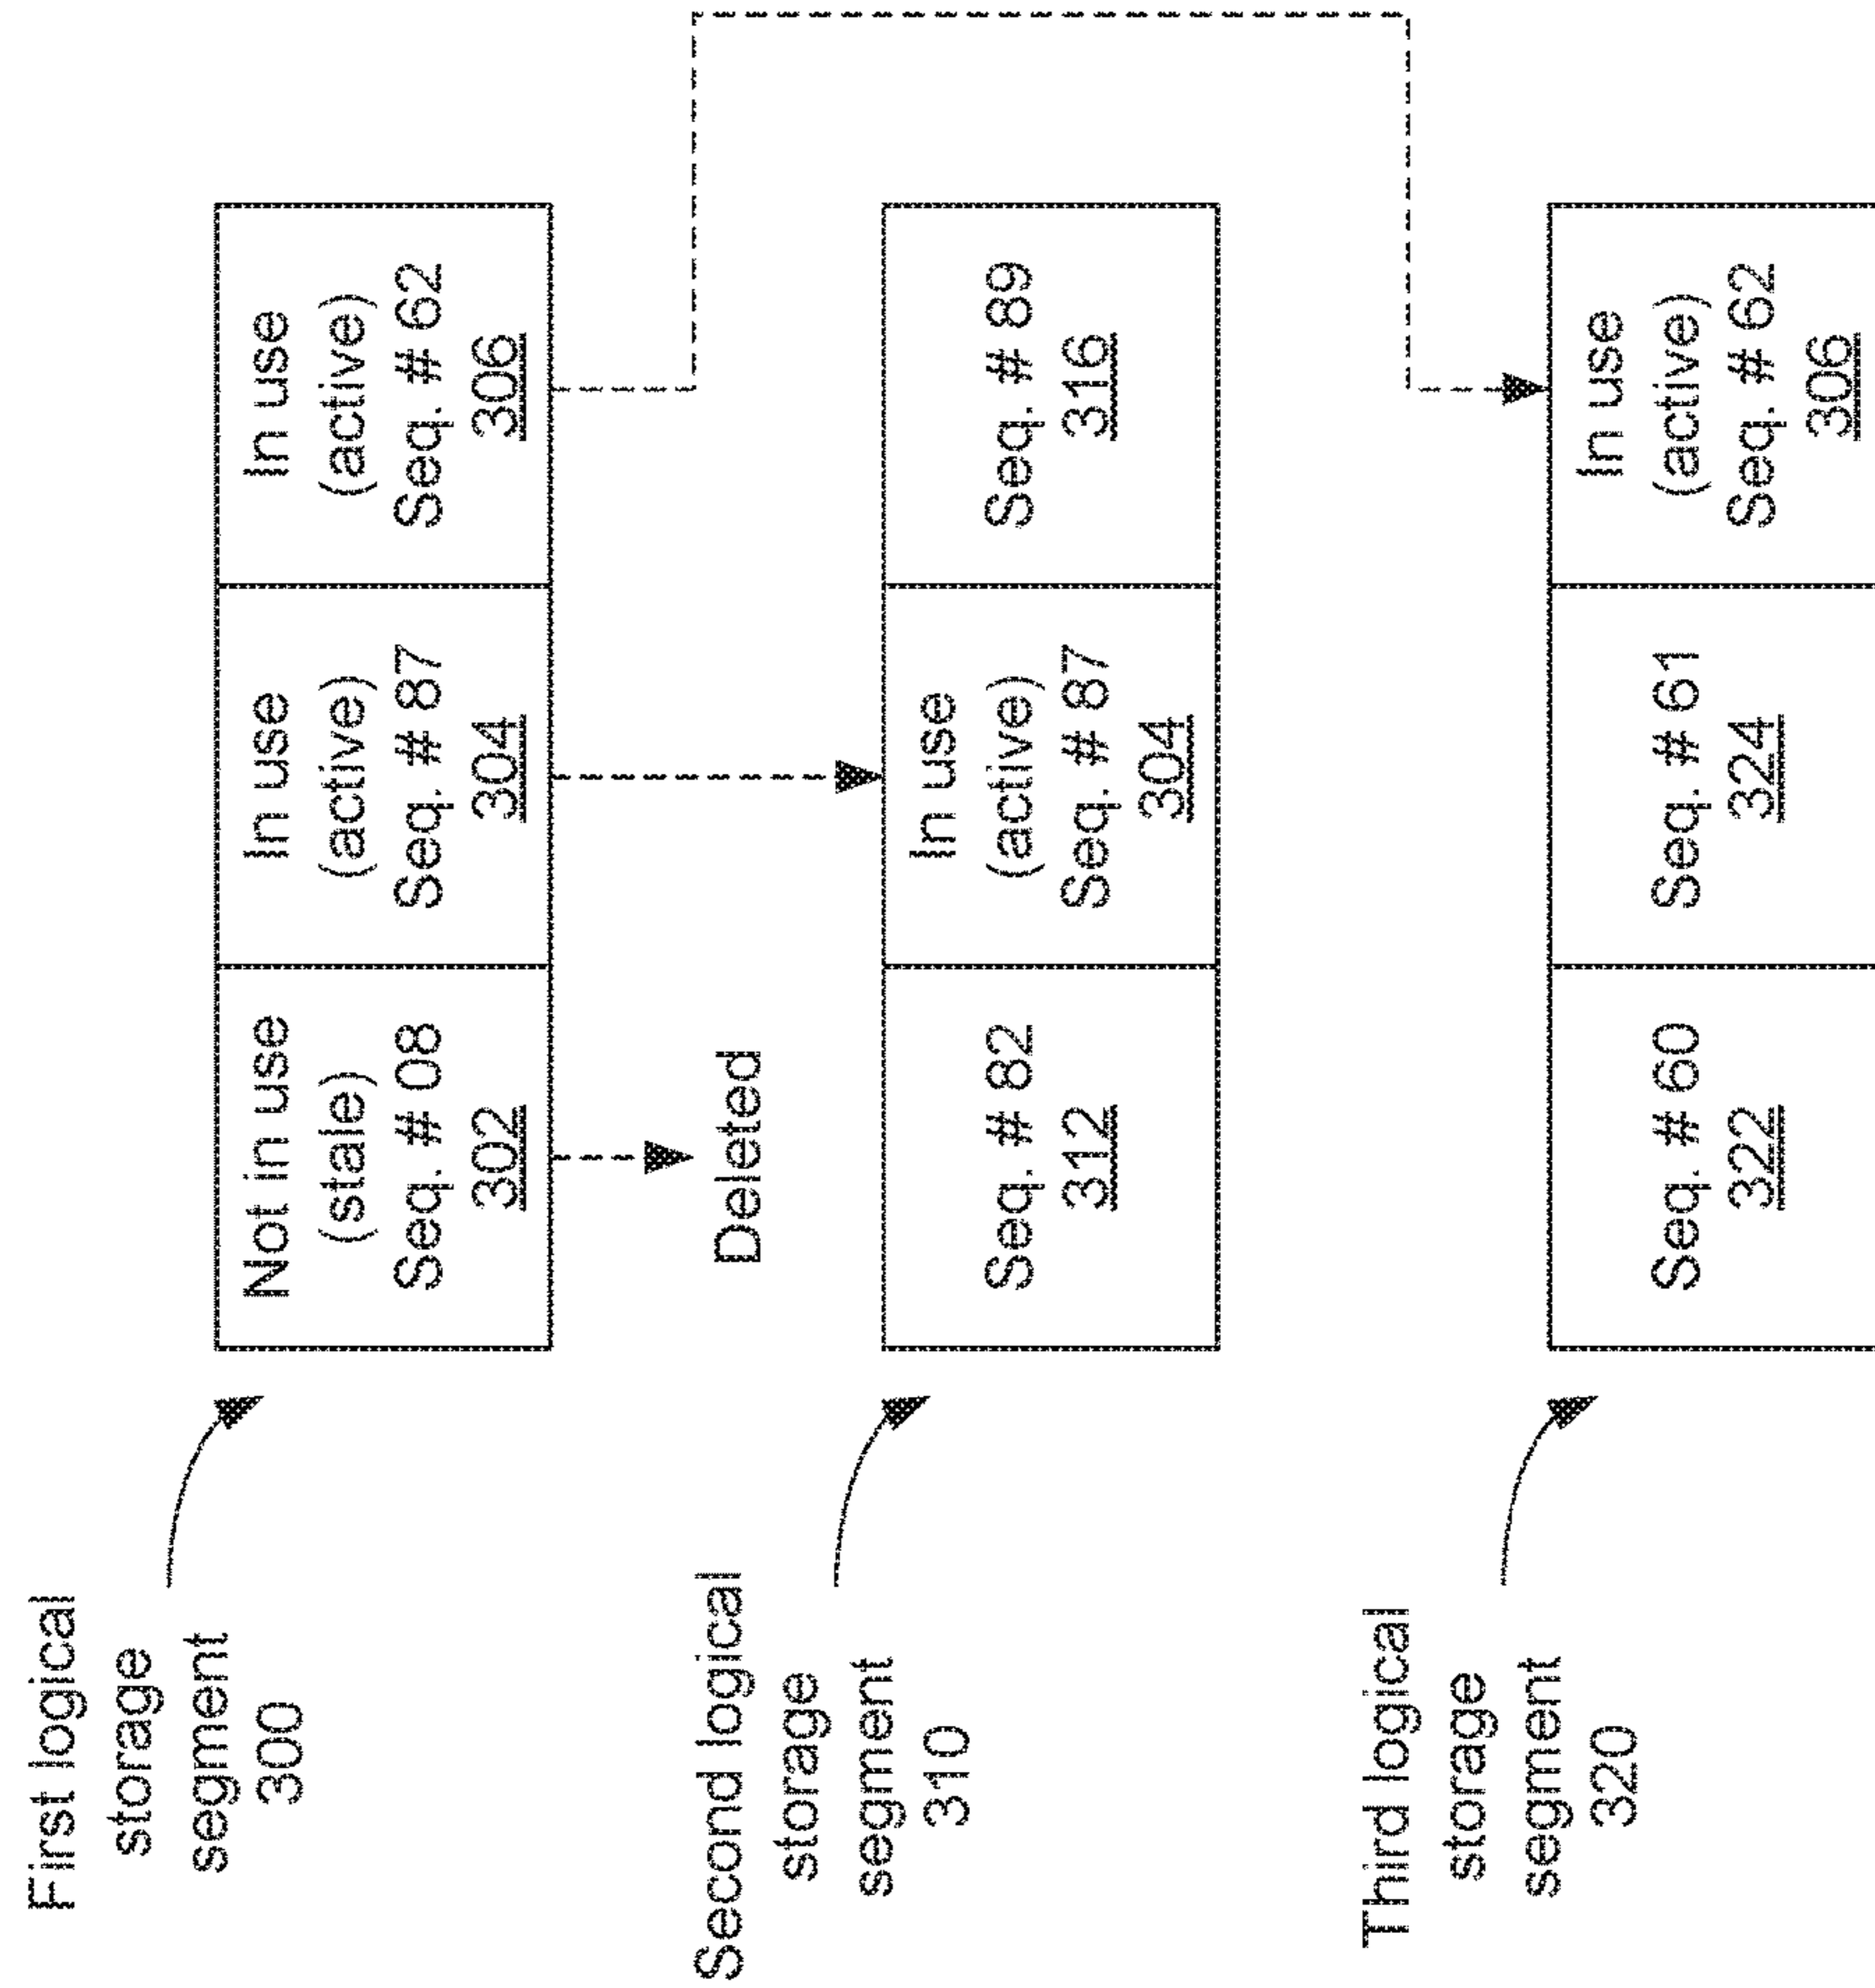 First logical
storage
segment
300
Not in use
(stale)
Seq. # 08
302
In use
(active)
Seq. # 87
304
In use
(active)
Seq. # 62
306
Deleted
Second logical
storage
segment
310
Seq. # 82
312
In use
(active)
Seq. # 87
304
Seq. # 89
316
Third logical
storage
segment
320
Seq. # 60
322
Seq. # 61
324
In use
(active)
Seq. # 62
306